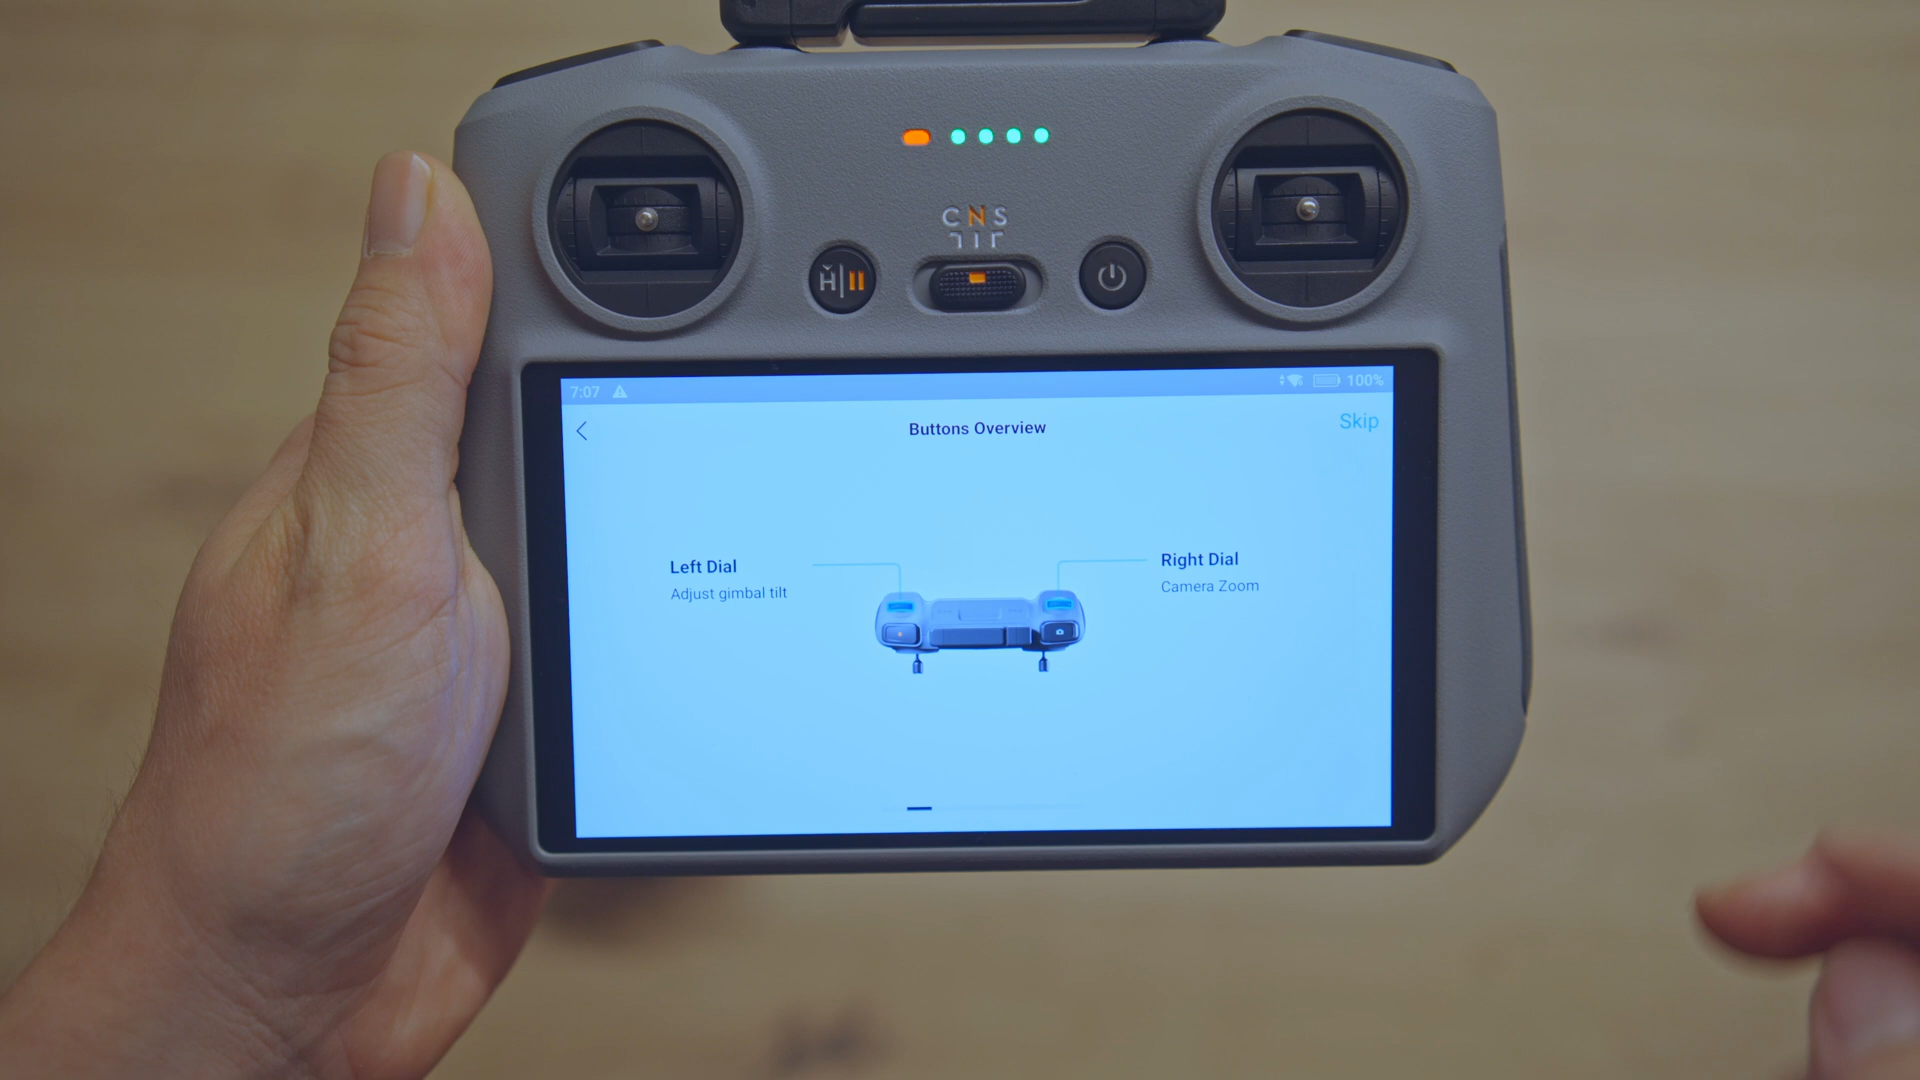 C N S
H
7:07
100%
Buttons Overview
Skip
Left Dial
Adjust gimbal tilt
Right Dial
Camera Zoom